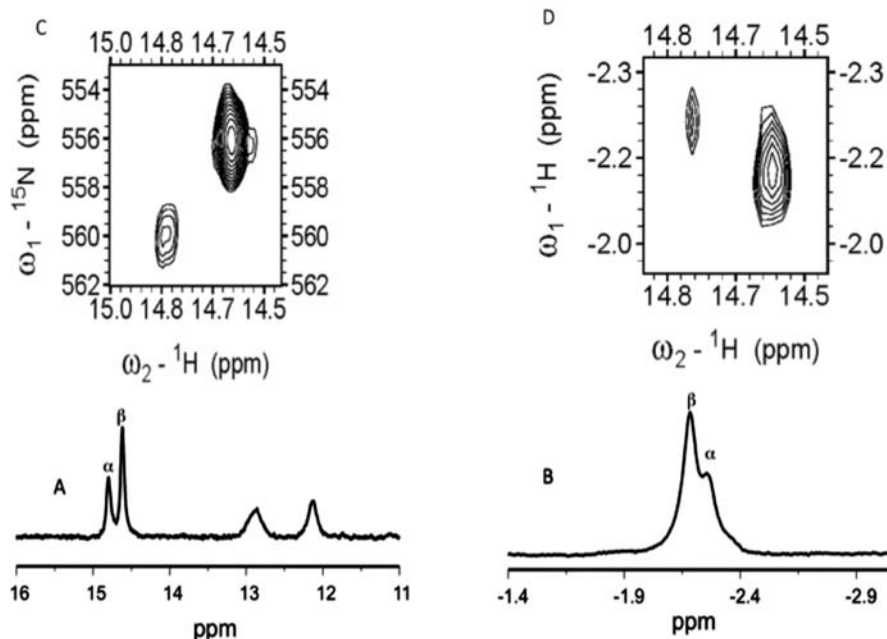 C
15.0 14.8 14.7 14.5
554 554
556 556
558 558
560 560
562 562
15.0 14.8 14.7 14.5
ω1 - 15N (ppm)
ω2 - 1H (ppm)
D
14.8 14.7 14.5
-2.3 -2.3
-2.2 -2.2
-2.0 -2.0
14.8 14.7 14.5
ω1 - 1H (ppm)
ω2 - 1H (ppm)
A
α
β
16 15 14 13 12 11
ppm
B
β
α
-1.4 -1.9 -2.4 -2.9
ppm